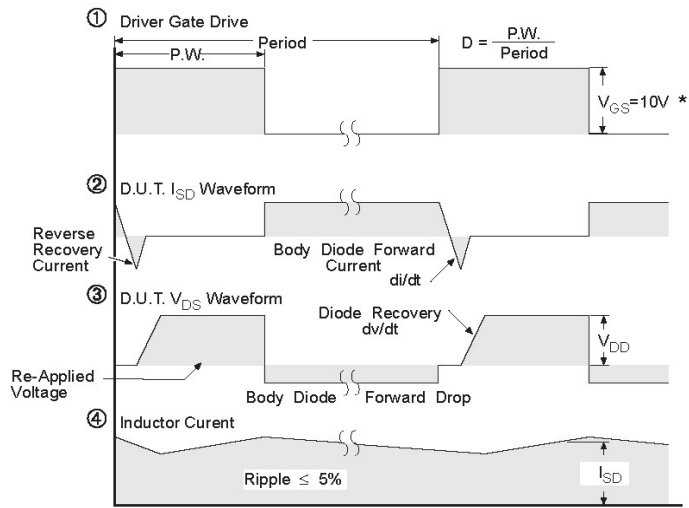 ① Driver Gate Drive
Period
P.W.
D = P.W.
Period
V_GS=10V *
② D.U.T. I_SD Waveform
Reverse
Recovery
Current
Body Diode Forward
Current
di/dt
③ D.U.T. V_DS Waveform
Diode Recovery
dv/dt
V_DD
Re-Applied
Voltage
Body Diode Forward Drop
④ Inductor Curent
Ripple ≤ 5%
I_SD